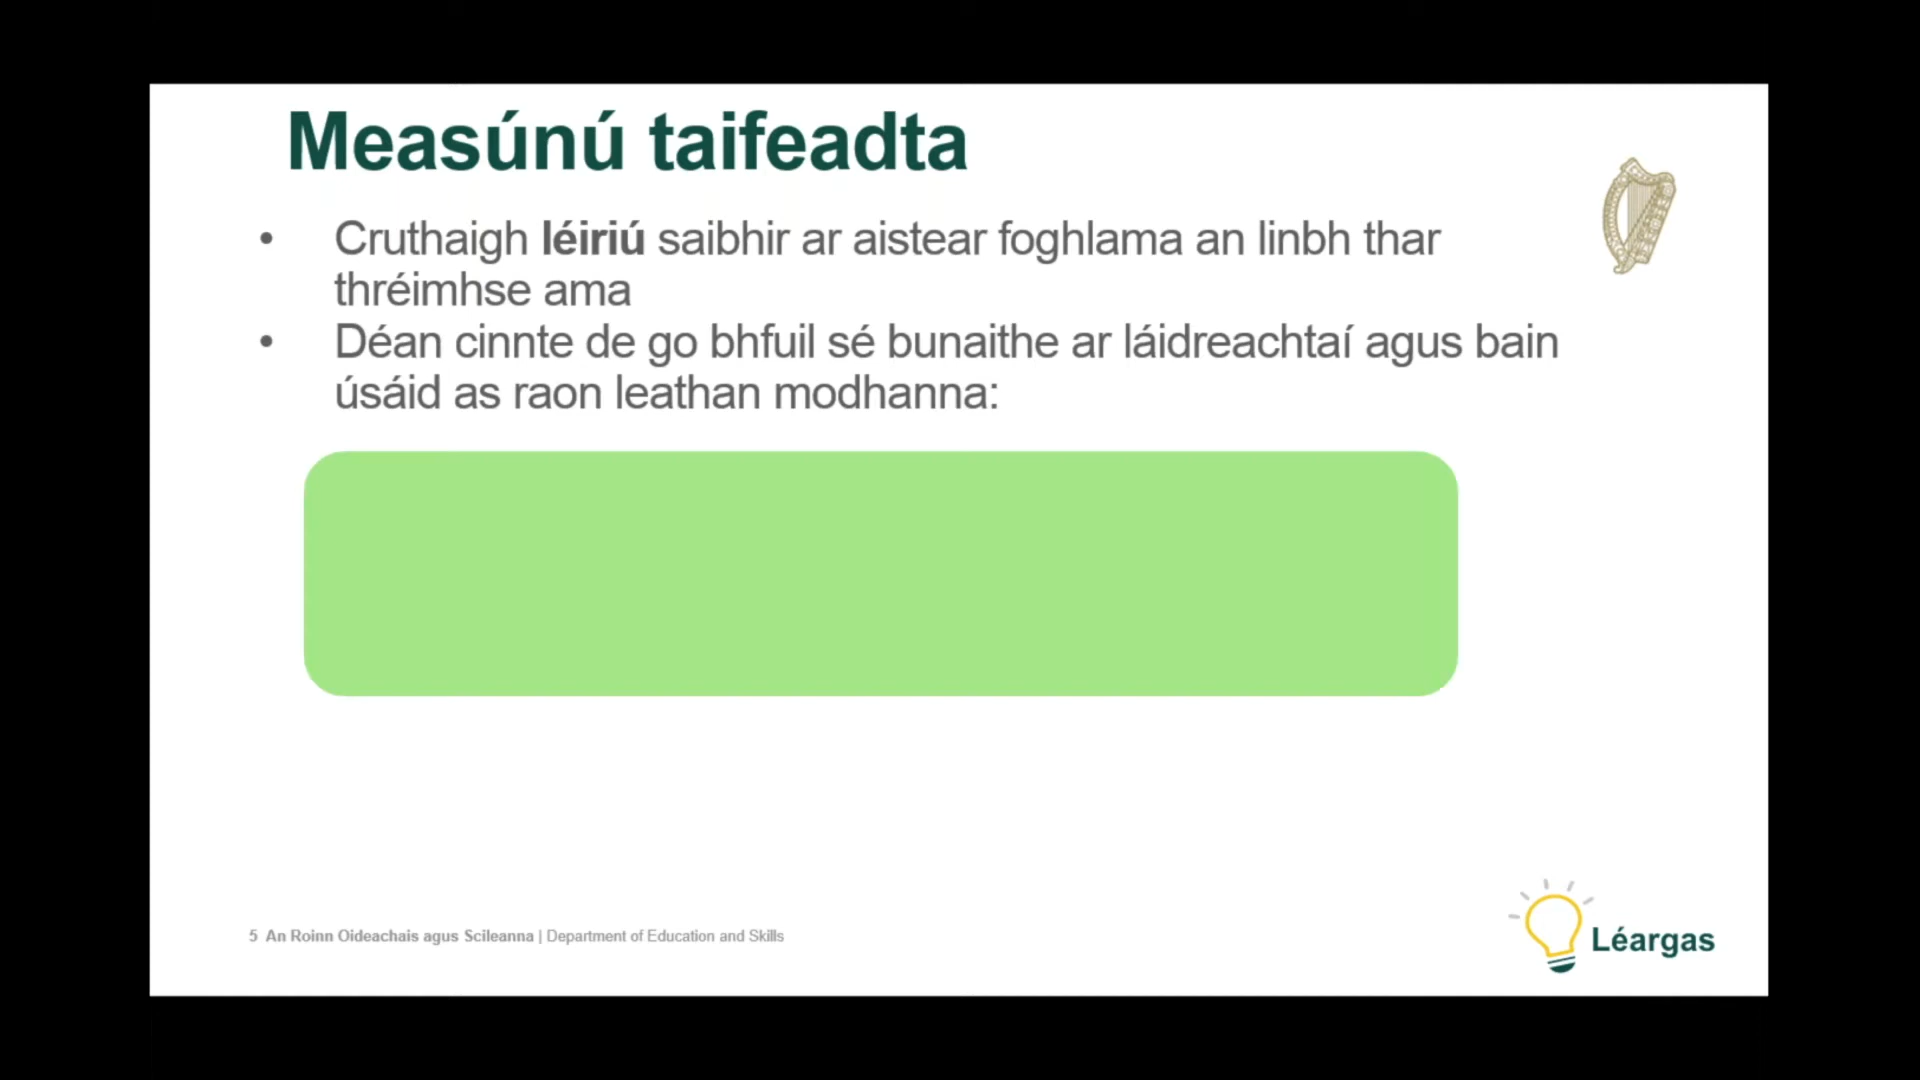 Measúnú taifeadta
• Cruthaigh léiriú saibhir ar aistear foghlama an linbh thar
thréimhse ama
• Déan cinnte de go bhfuil sé bunaithe ar láidreachtaí agus bain
úsáid as raon leathan modhanna:
5 An Roinn Oideachais agus Scileanna | Department of Education and Skills
Léargas